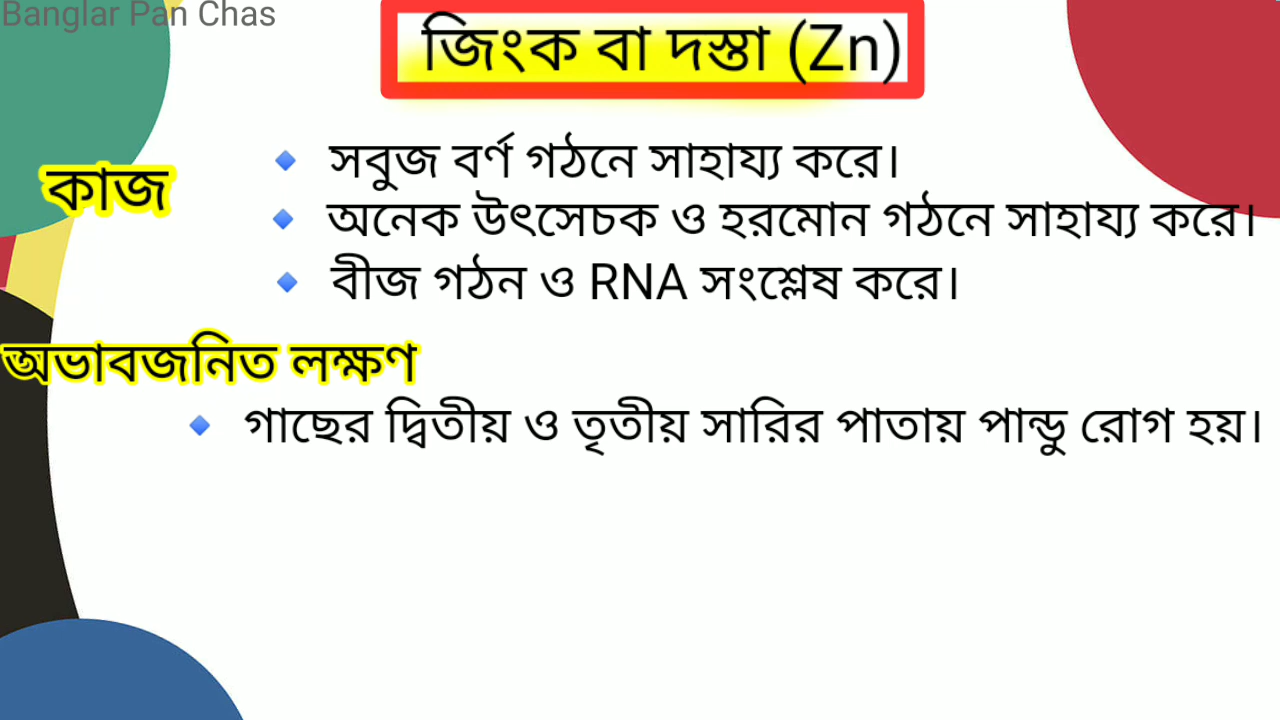 Banglar Pan Chas
জিংক বা দস্তা (Zn)
কাজ
🔹 সবুজ বর্ণ গঠনে সাহায্য করে।
🔹 অনেক উৎসেচক ও হরমোন গঠনে সাহায্য করে।
🔹 বীজ গঠন ও RNA সংশ্লেষ করে।
অভাবজনিত লক্ষণ
🔹 গাছের দ্বিতীয় ও তৃতীয় সারির পাতায় পান্ডু রোগ হয়।